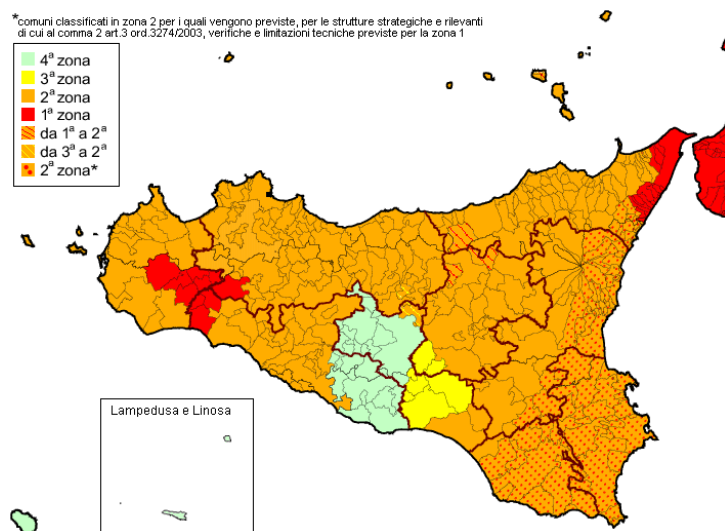 *comuni classificati in zona 2 per i quali vengono previste, per le strutture strategiche e rilevanti
di cui al comma 2 art.3 ord.3274/2003, verifiche e limitazioni tecniche previste per la zona 1
4ª zona
3ª zona
2ª zona
1ª zona
da 1ª a 2ª
da 3ª a 2ª
2ª zona*
Lampedusa e Linosa